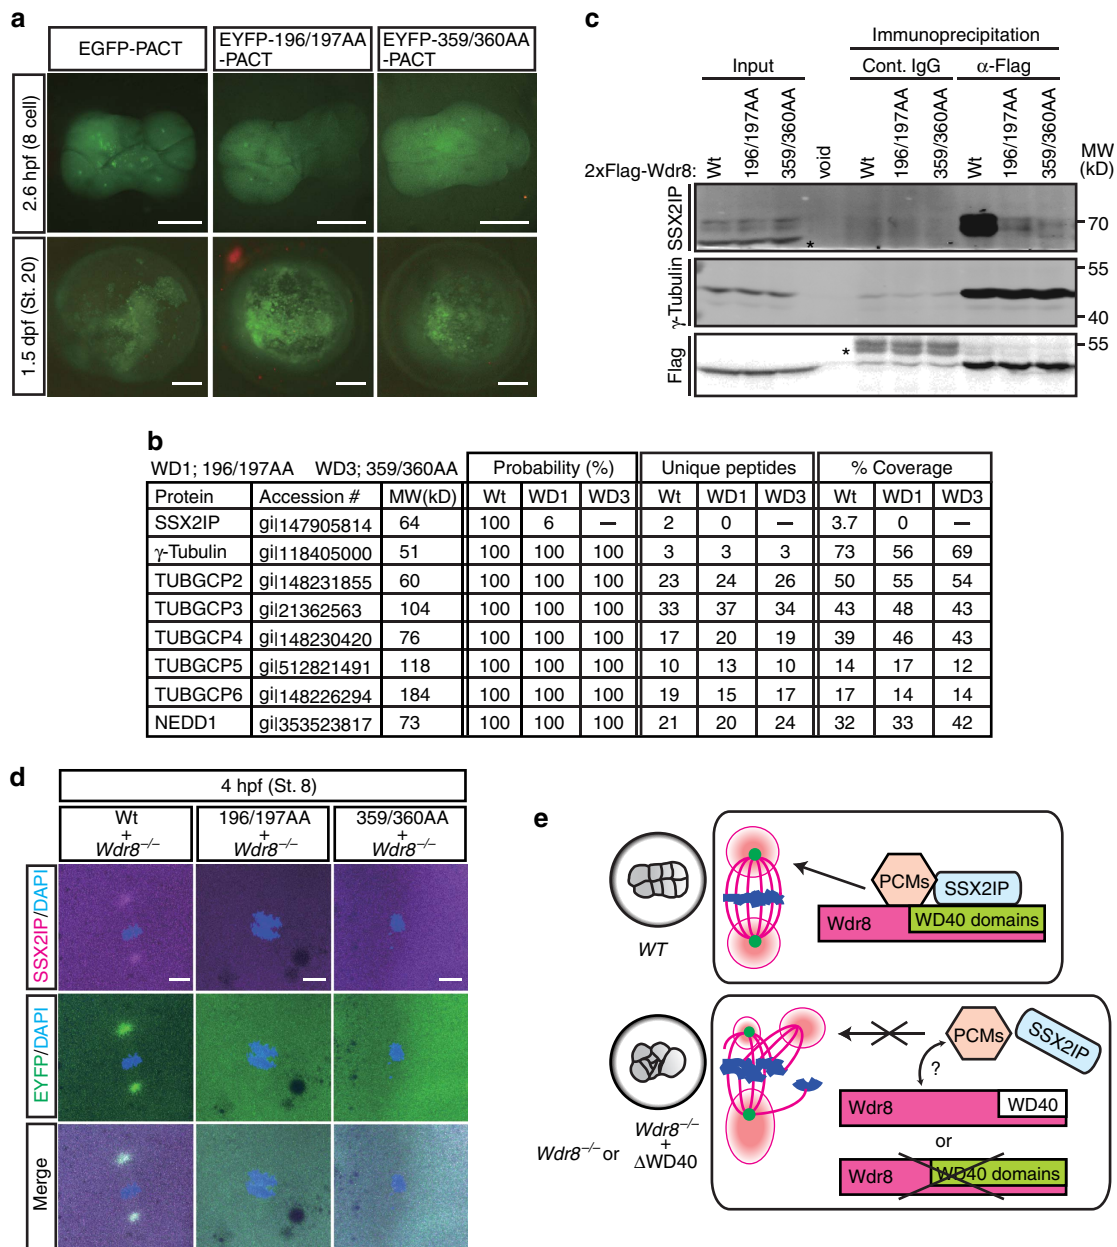 a
EGFP-PACT
EYFP-196/197AA
-PACT
EYFP-359/360AA
-PACT
2.6 hpf (8 cell)
1.5 dpf (St. 20)
c
Immunoprecipitation
Input
Cont. IgG
α-Flag
2xFlag-Wdr8:
Wt
196/197AA
359/360AA
void
Wt
196/197AA
359/360AA
Wt
196/197AA
359/360AA
MW
(kD)
SSX2IP
*
70
γ-Tubulin
55
40
Flag
*
55
b
WD1; 196/197AA WD3; 359/360AA Probability (%) Unique peptides % Coverage
Protein Accession # MW(kD) Wt WD1 WD3 Wt WD1 WD3 Wt WD1 WD3
SSX2IP gi|147905814 64 100 6 — 2 0 — 3.7 0 —
γ-Tubulin gi|118405000 51 100 100 100 3 3 3 73 56 69
TUBGCP2 gi|148231855 60 100 100 100 23 24 26 50 55 54
TUBGCP3 gi|21362563 104 100 100 100 33 37 34 43 48 43
TUBGCP4 gi|148230420 76 100 100 100 17 20 19 39 46 43
TUBGCP5 gi|512821491 118 100 100 100 10 13 10 14 17 12
TUBGCP6 gi|148226294 184 100 100 100 19 15 17 17 14 14
NEDD1 gi|353523817 73 100 100 100 21 20 24 32 33 42
d
4 hpf (St. 8)
Wt
+
Wdr8−/−
196/197AA
+
Wdr8−/−
359/360AA
+
Wdr8−/−
SSX2IP/DAPI
EYFP/DAPI
Merge
e
WT
PCMs
SSX2IP
Wdr8
WD40 domains
Wdr8−/− or
Wdr8−/−
+
ΔWD40
PCMs
SSX2IP
?
Wdr8
WD40
or
Wdr8
WD40 domains